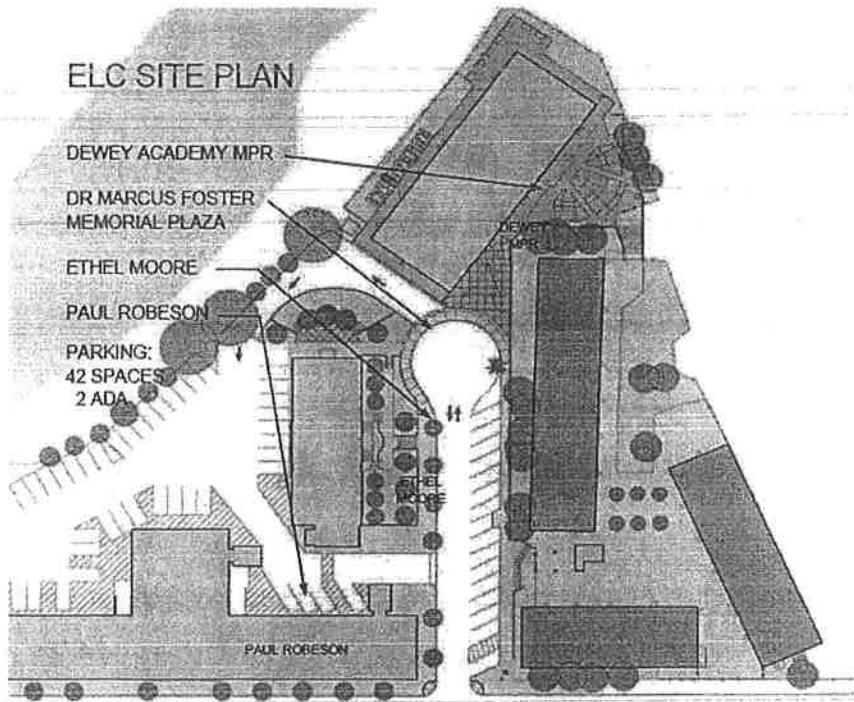 ELC SITE PLAN
DEWEY ACADEMY MPR
DR MARCUS FOSTER
MEMORIAL PLAZA
ETHEL MOORE
PAUL ROBESON
PARKING:
42 SPACES
2 ADA
DEWEY
MPR
ETHEL
MOORE
PAUL ROBESON